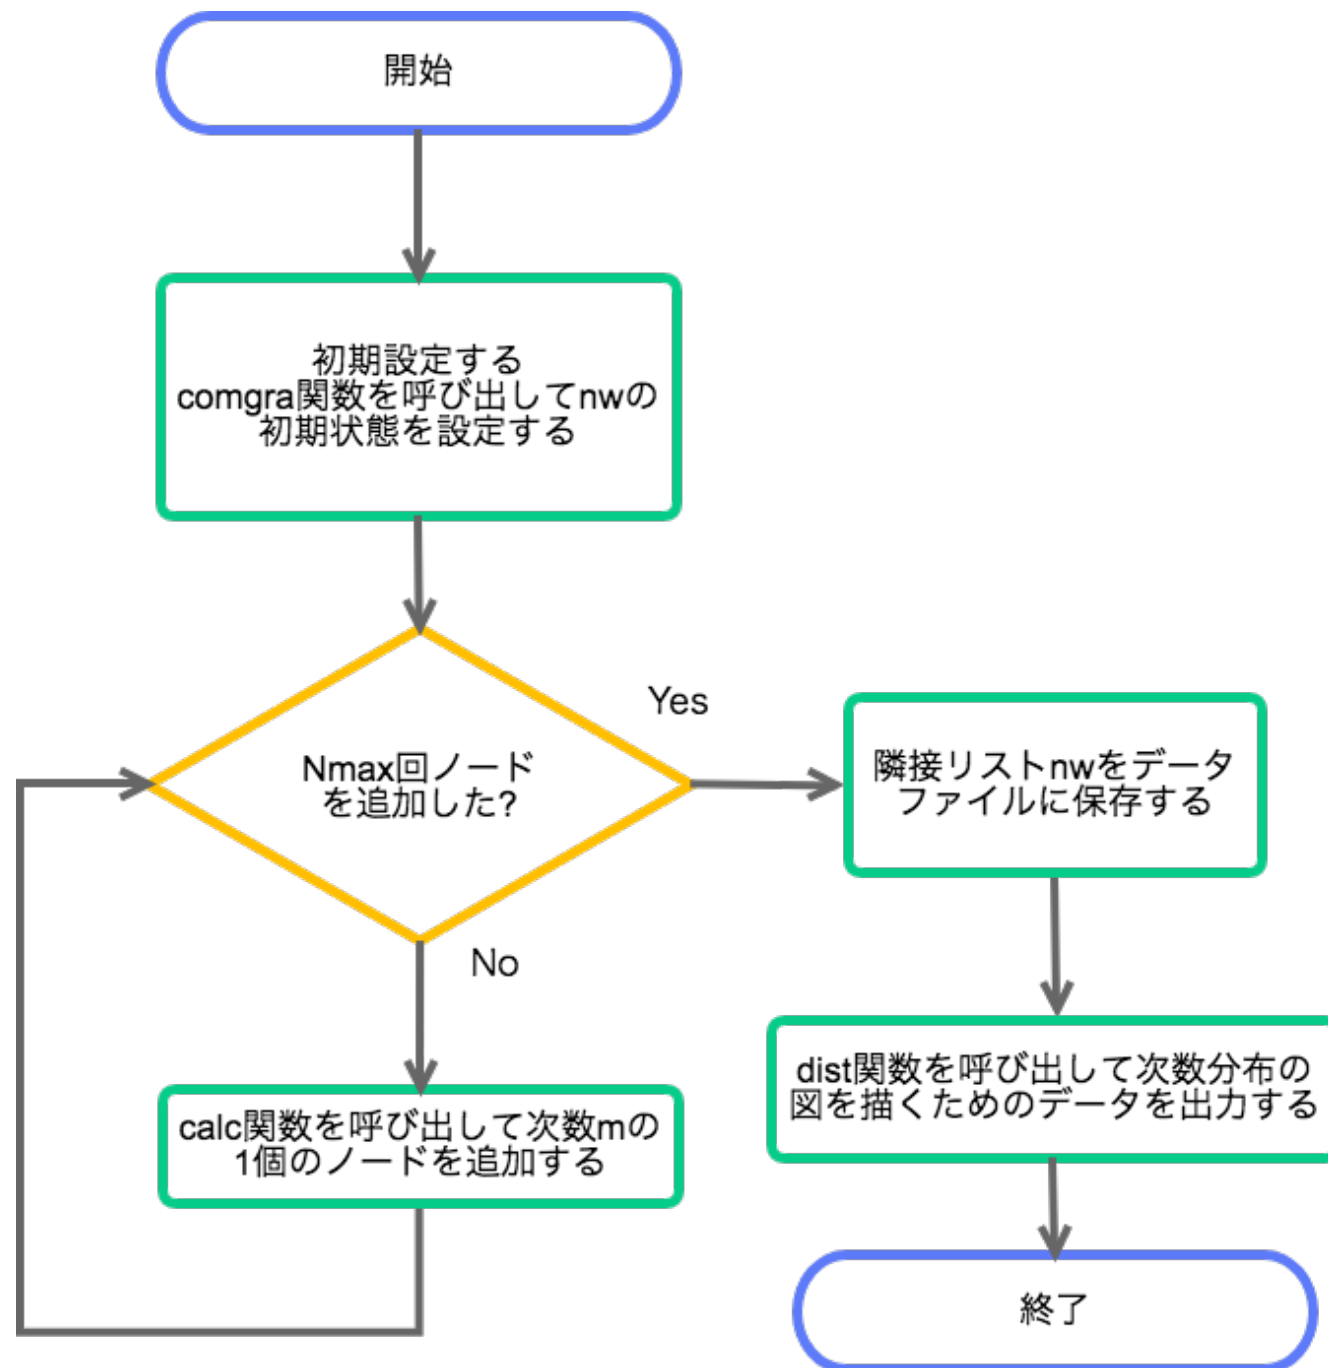 開始
初期設定する
comgra関数を呼び出してnwの
初期状態を設定する
Nmax回ノード
を追加した?
Yes
No
calc関数を呼び出して次数mの
1個のノードを追加する
隣接リストnwをデータ
ファイルに保存する
dist関数を呼び出して次数分布の
図を描くためのデータを出力する
終了